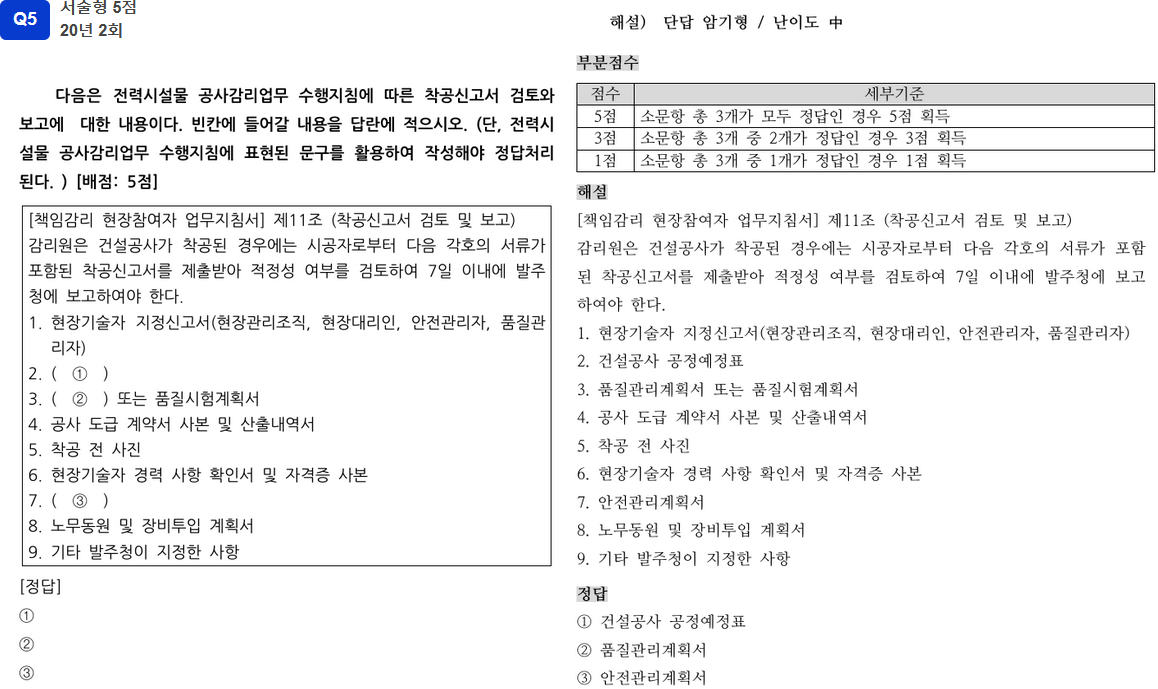 Q5
서술형 5점
20년 2회
다음은 전력시설물 공사감리업무 수행지침에 따른 착공신고서 검토와
보고에 대한 내용이다. 빈칸에 들어갈 내용을 답란에 적으시오. (단, 전력시
설물 공사감리업무 수행지침에 표현된 문구를 활용하여 작성해야 정답처리
된다. ) [배점: 5점]
[책임감리 현장참여자 업무지침서] 제11조 (착공신고서 검토 및 보고)
감리원은 건설공사가 착공된 경우에는 시공자로부터 다음 각호의 서류가
포함된 착공신고서를 제출받아 적정성 여부를 검토하여 7일 이내에 발주
청에 보고하여야 한다.
1. 현장기술자 지정신고서(현장관리조직, 현장대리인, 안전관리자, 품질관
리자)
2. ( ① )
3. ( ② ) 또는 품질시험계획서
4. 공사 도급 계약서 사본 및 산출내역서
5. 착공 전 사진
6. 현장기술자 경력 사항 확인서 및 자격증 사본
7. ( ③ )
8. 노무동원 및 장비투입 계획서
9. 기타 발주청이 지정한 사항
[정답]
①
②
③
해설) 단답 암기형 / 난이도 中
부분점수
점수 세부기준
5점 소문항 총 3개가 모두 정답인 경우 5점 획득
3점 소문항 총 3개 중 2개가 정답인 경우 3점 획득
1점 소문항 총 3개 중 1개가 정답인 경우 1점 획득
해설
[책임감리 현장참여자 업무지침서] 제11조 (착공신고서 검토 및 보고)
감리원은 건설공사가 착공된 경우에는 시공자로부터 다음 각호의 서류가 포함
된 착공신고서를 제출받아 적정성 여부를 검토하여 7일 이내에 발주청에 보고
하여야 한다.
1. 현장기술자 지정신고서(현장관리조직, 현장대리인, 안전관리자, 품질관리자)
2. 건설공사 공정예정표
3. 품질관리계획서 또는 품질시험계획서
4. 공사 도급 계약서 사본 및 산출내역서
5. 착공 전 사진
6. 현장기술자 경력 사항 확인서 및 자격증 사본
7. 안전관리계획서
8. 노무동원 및 장비투입 계획서
9. 기타 발주청이 지정한 사항
정답
① 건설공사 공정예정표
② 품질관리계획서
③ 안전관리계획서